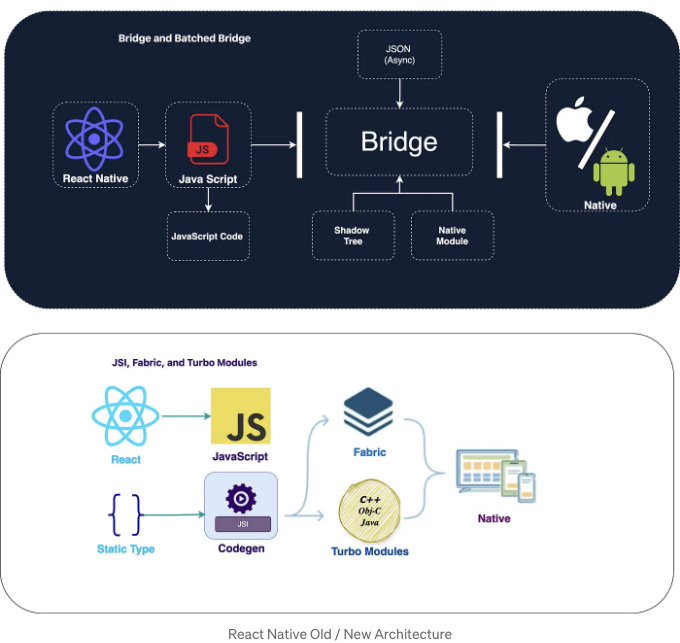 Bridge and Batched Bridge
JSON
(Async)
React Native
JS
Java Script
Bridge
Native
JavaScript Code
Shadow
Tree
Native
Module
JSI, Fabric, and Turbo Modules
React
JS
JavaScript
Fabric
{ }
Static Type
JSI
Codegen
C++
Obj-C
Java
Turbo Modules
Native
React Native Old / New Architecture